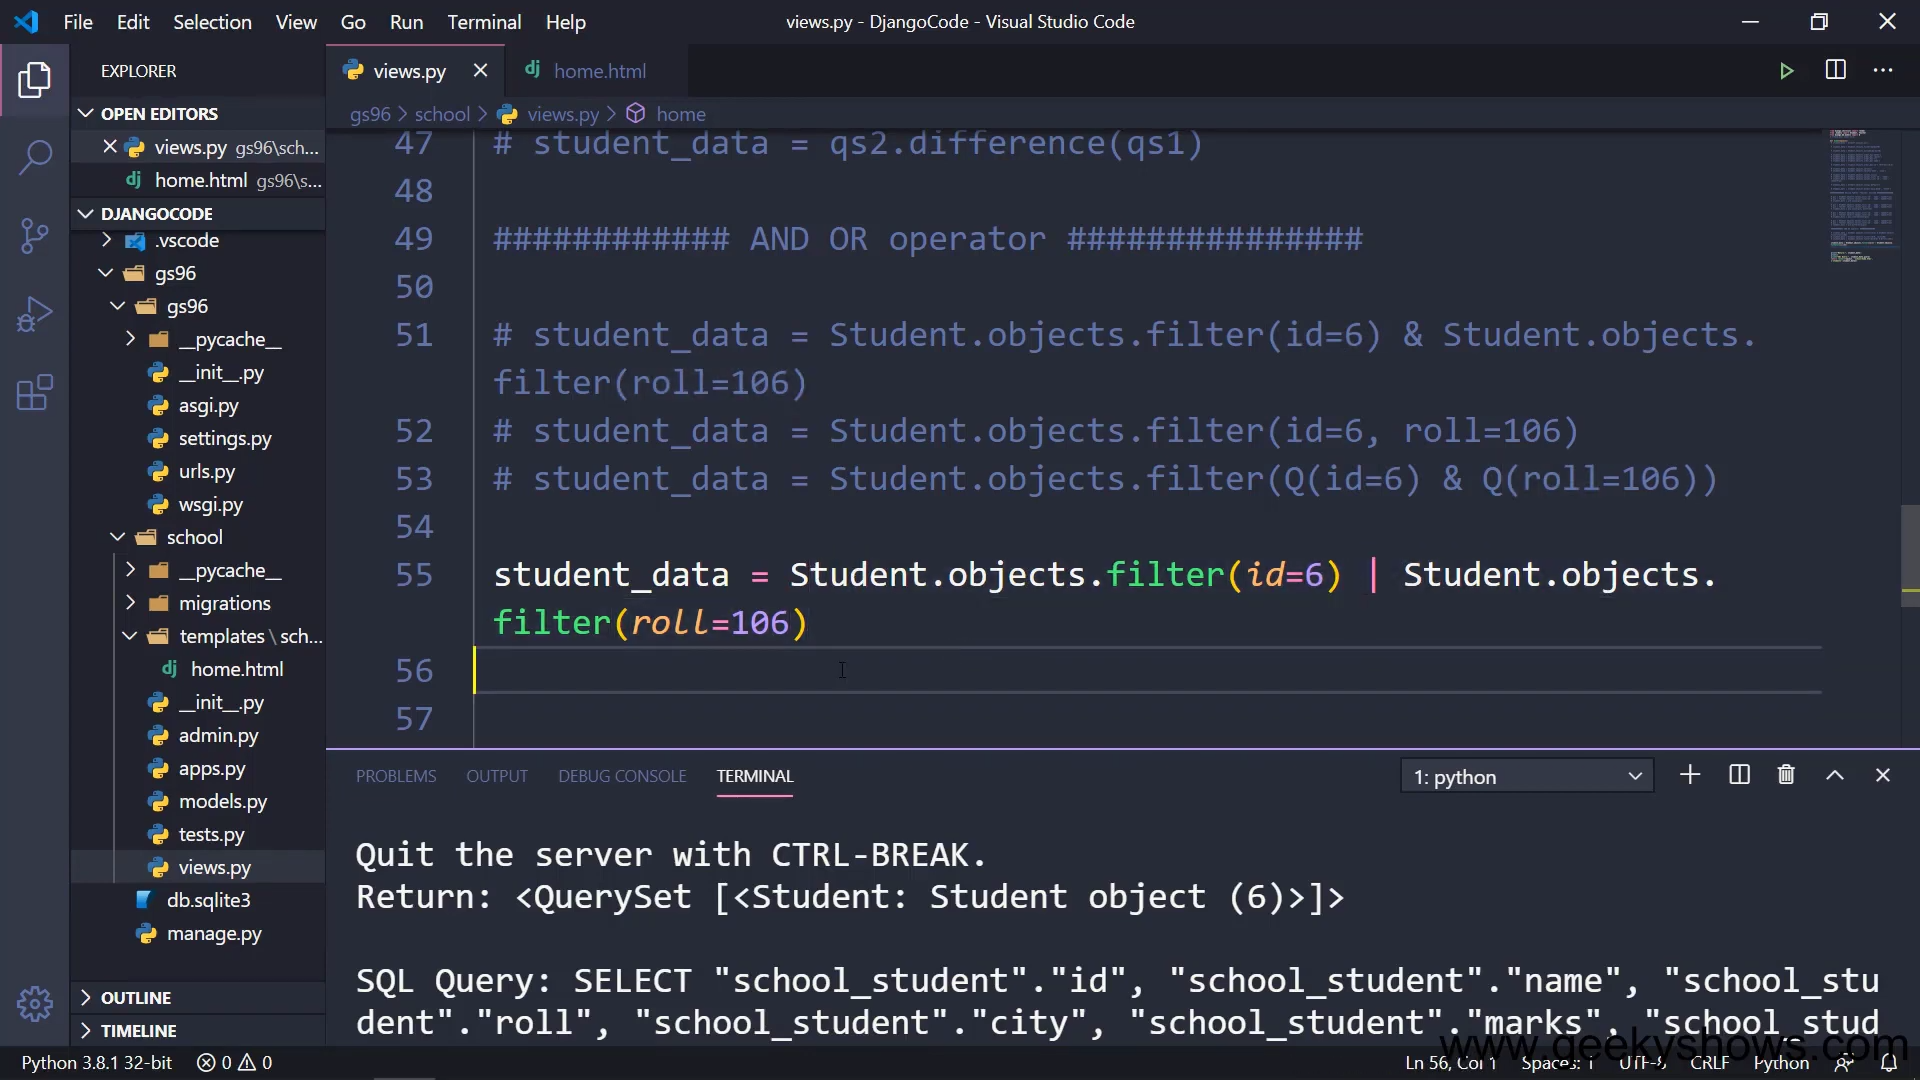 File Edit Selection View Go Run Terminal Help
views.py - DjangoCode - Visual Studio Code
EXPLORER
OPEN EDITORS
views.py gs96\sch...
home.html gs96\s...
DJANGOCODE
.vscode
gs96
gs96
__pycache__
__init__.py
asgi.py
settings.py
urls.py
wsgi.py
school
__pycache__
migrations
templates\sch...
home.html
__init__.py
admin.py
apps.py
models.py
tests.py
views.py
db.sqlite3
manage.py
OUTLINE
TIMELINE
views.py
home.html
gs96 > school > views.py > home
47 # student_data = qs2.difference(qs1)
48
49 ############ AND OR operator ###############
50
51 # student_data = Student.objects.filter(id=6) & Student.objects.
filter(roll=106)
52 # student_data = Student.objects.filter(id=6, roll=106)
53 # student_data = Student.objects.filter(Q(id=6) & Q(roll=106))
54
55 student_data = Student.objects.filter(id=6) | Student.objects.
filter(roll=106)
56
57
PROBLEMS OUTPUT DEBUG CONSOLE TERMINAL
1: python
Quit the server with CTRL-BREAK.
Return: <QuerySet [<Student: Student object (6)>]>
SQL Query: SELECT "school_student"."id", "school_student"."name", "school_stu
dent"."roll", "school_student"."city", "school_student"."marks", "school_stud
www.geekyshows.com
Python 3.8.1 32-bit 0 0
Ln 56, Col 1 Spaces: 1 UTF-8 CRLF Python